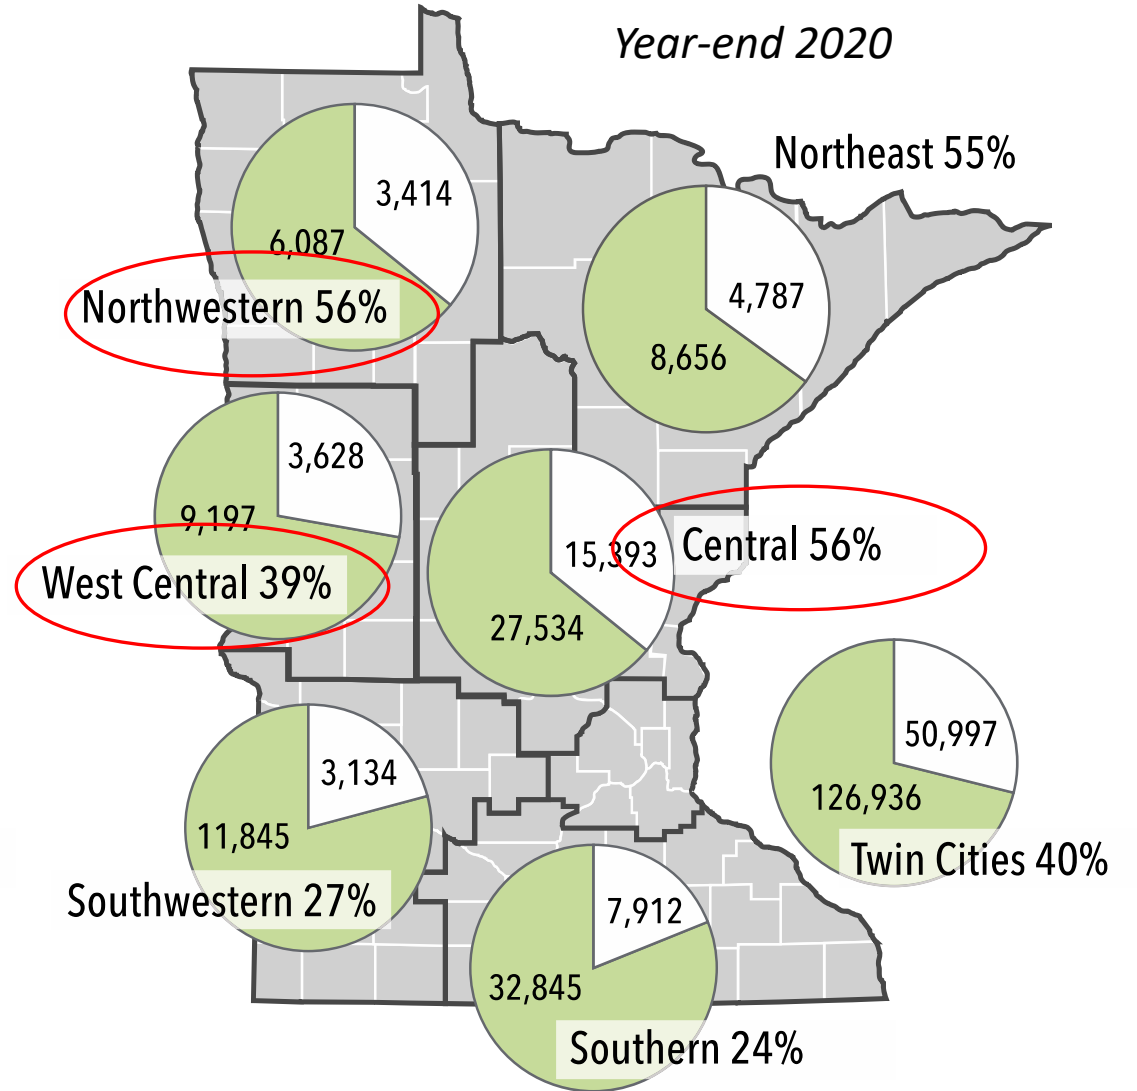 Year-end 2020
Northeast 55%
3,414
6,087
4,787
Northwestern 56%
8,656
3,628
9,197
15,393
Central 56%
West Central 39%
27,534
50,997
3,134
126,936
11,845
Twin Cities 40%
Southwestern 27%
7,912
32,845
Southern 24%